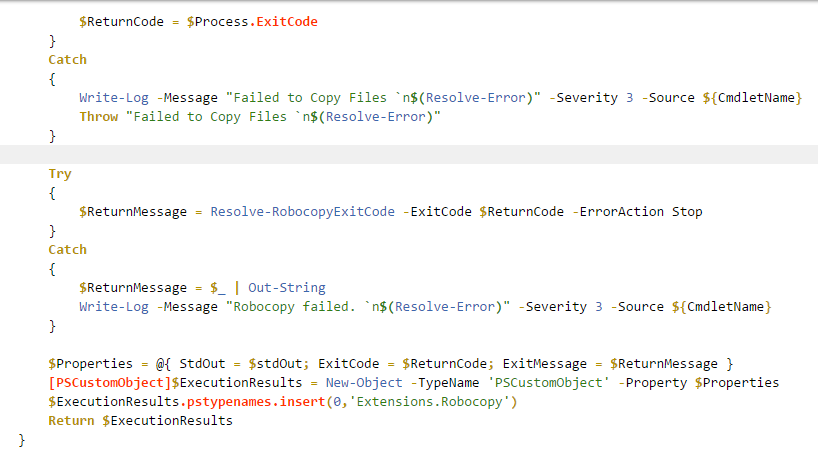 $ReturnCode = $Process.ExitCode
}
Catch
{
Write-Log -Message "Failed to Copy Files `n$(Resolve-Error)" -Severity 3 -Source ${CmdletName}
Throw "Failed to Copy Files `n$(Resolve-Error)"
}
Try
{
$ReturnMessage = Resolve-RobocopyExitCode -ExitCode $ReturnCode -ErrorAction Stop
}
Catch
{
$ReturnMessage = $_ | Out-String
Write-Log -Message "Robocopy failed. `n$(Resolve-Error)" -Severity 3 -Source ${CmdletName}
}
$Properties = @{ StdOut = $stdOut; ExitCode = $ReturnCode; ExitMessage = $ReturnMessage }
[PSCustomObject]$ExecutionResults = New-Object -TypeName 'PSCustomObject' -Property $Properties
$ExecutionResults.pstypenames.insert(0,'Extensions.Robocopy')
Return $ExecutionResults
}